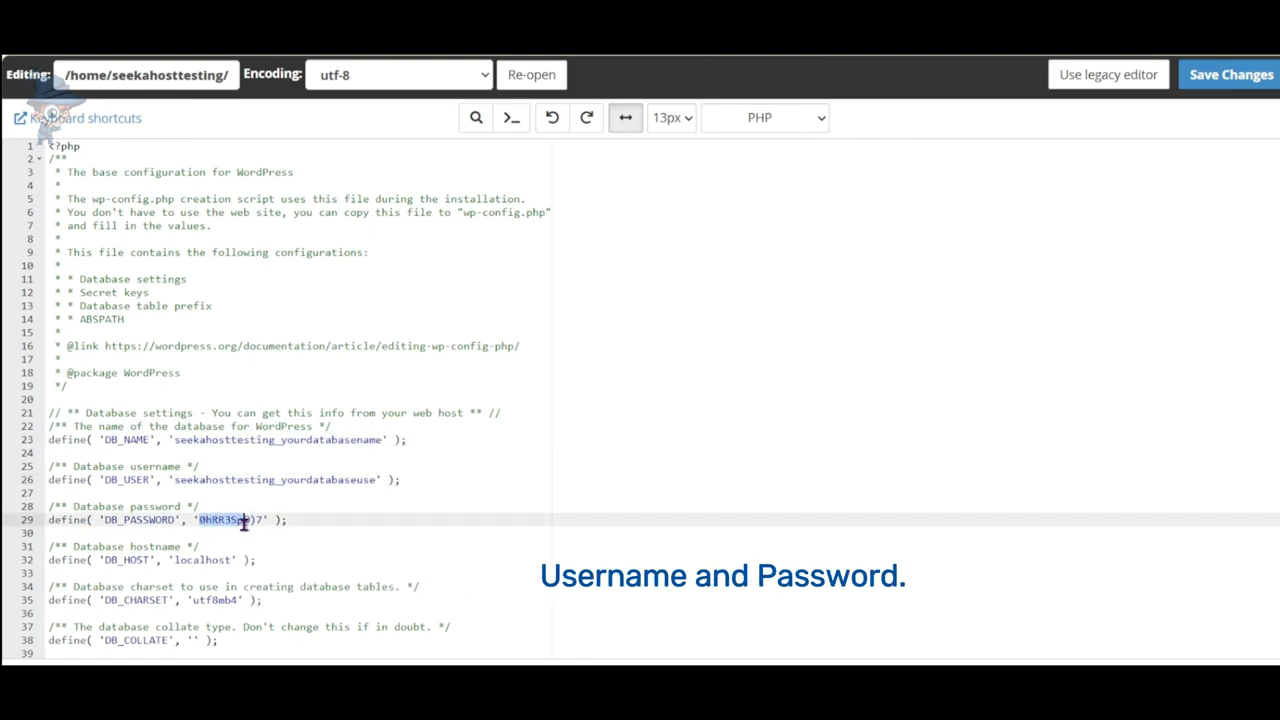 Editing: /home/seekahosttesting/ Encoding: utf-8 Re-open Use legacy editor Save Changes
Keyboard shortcuts 13px PHP
1 <?php
2 /**
3 * The base configuration for WordPress
4 *
5 * The wp-config.php creation script uses this file during the installation.
6 * You don't have to use the web site, you can copy this file to "wp-config.php"
7 * and fill in the values.
8 *
9 * This file contains the following configurations:
10 *
11 * * Database settings
12 * * Secret keys
13 * * Database table prefix
14 * * ABSPATH
15 *
16 * @link https://wordpress.org/documentation/article/editing-wp-config-php/
17 *
18 * @package WordPress
19 */
20
21 // ** Database settings - You can get this info from your web host ** //
22 /** The name of the database for WordPress */
23 define( 'DB_NAME', 'seekahosttesting_yourdatabasename' );
24
25 /** Database username */
26 define( 'DB_USER', 'seekahosttesting_yourdatabaseuse' );
27
28 /** Database password */
29 define( 'DB_PASSWORD', ' );
30
31 /** Database hostname */
32 define( 'DB_HOST', 'localhost' );
33
34 /** Database charset to use in creating database tables. */
35 define( 'DB_CHARSET', 'utf8mb4' );
36
37 /** The database collate type. Don't change this if in doubt. */
38 define( 'DB_COLLATE', '' );
39
Username and Password.